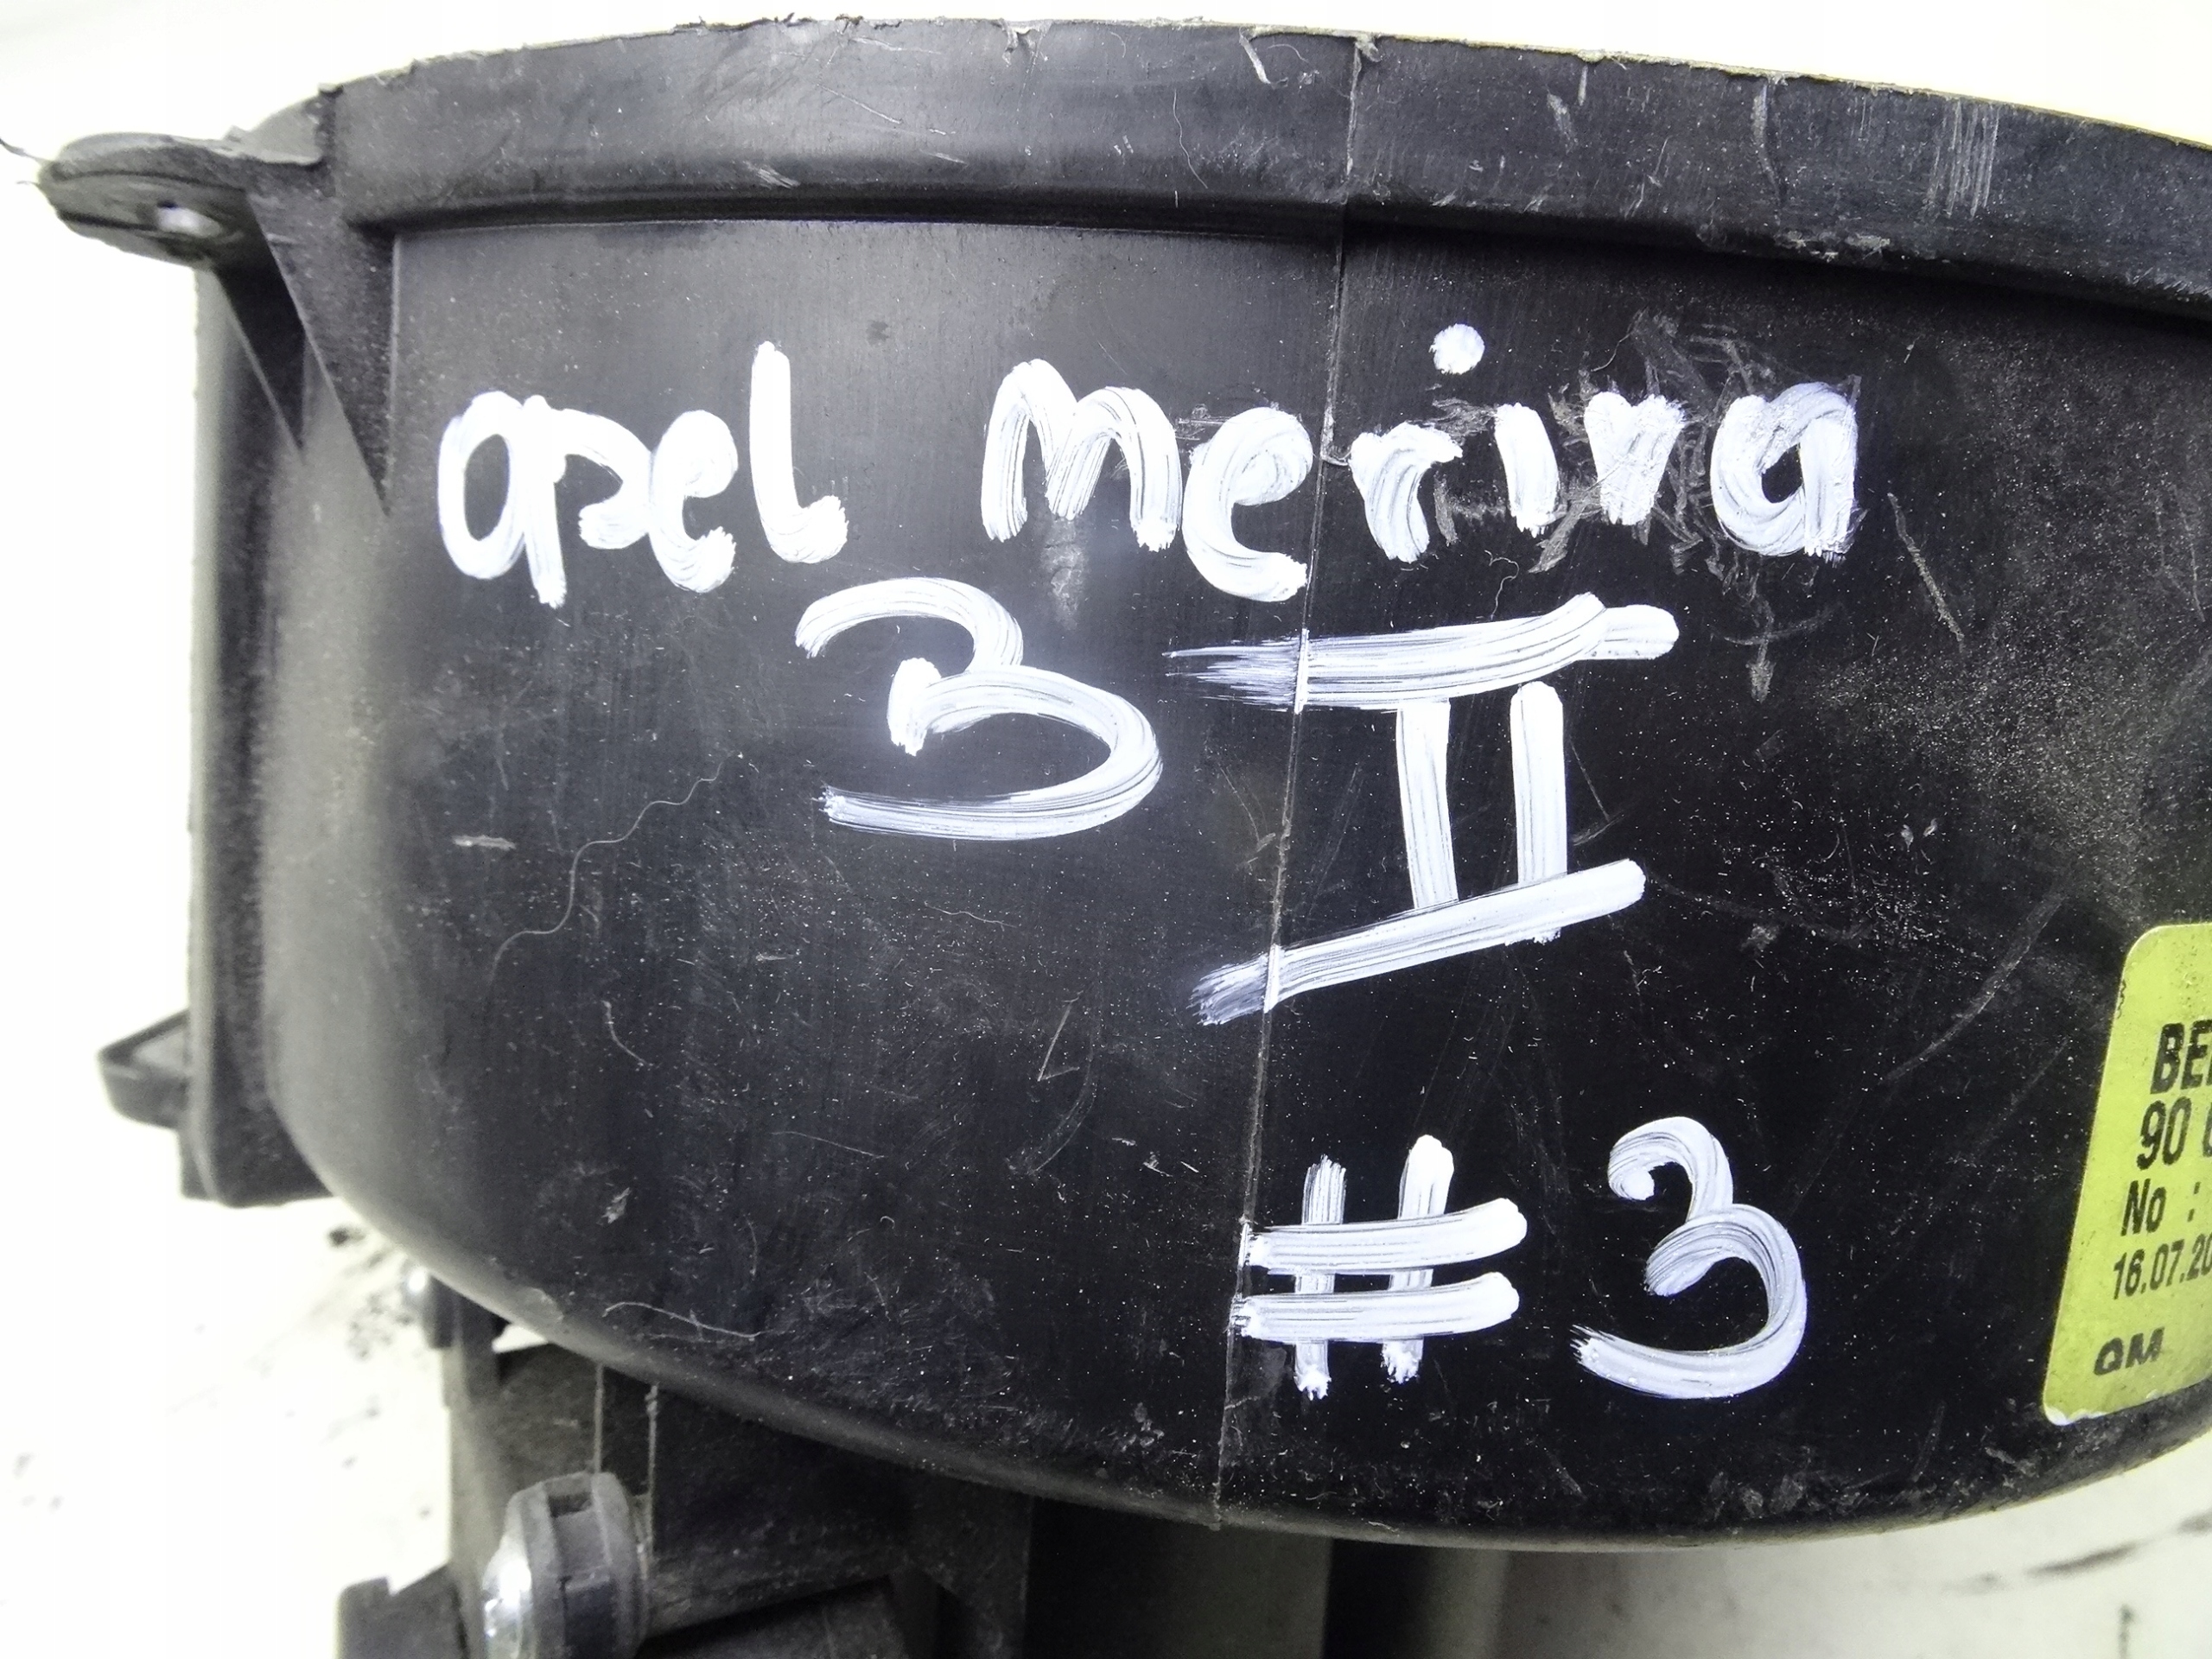 opel meriva
3 II
#3
BE
90
No :
16.07.20
QM